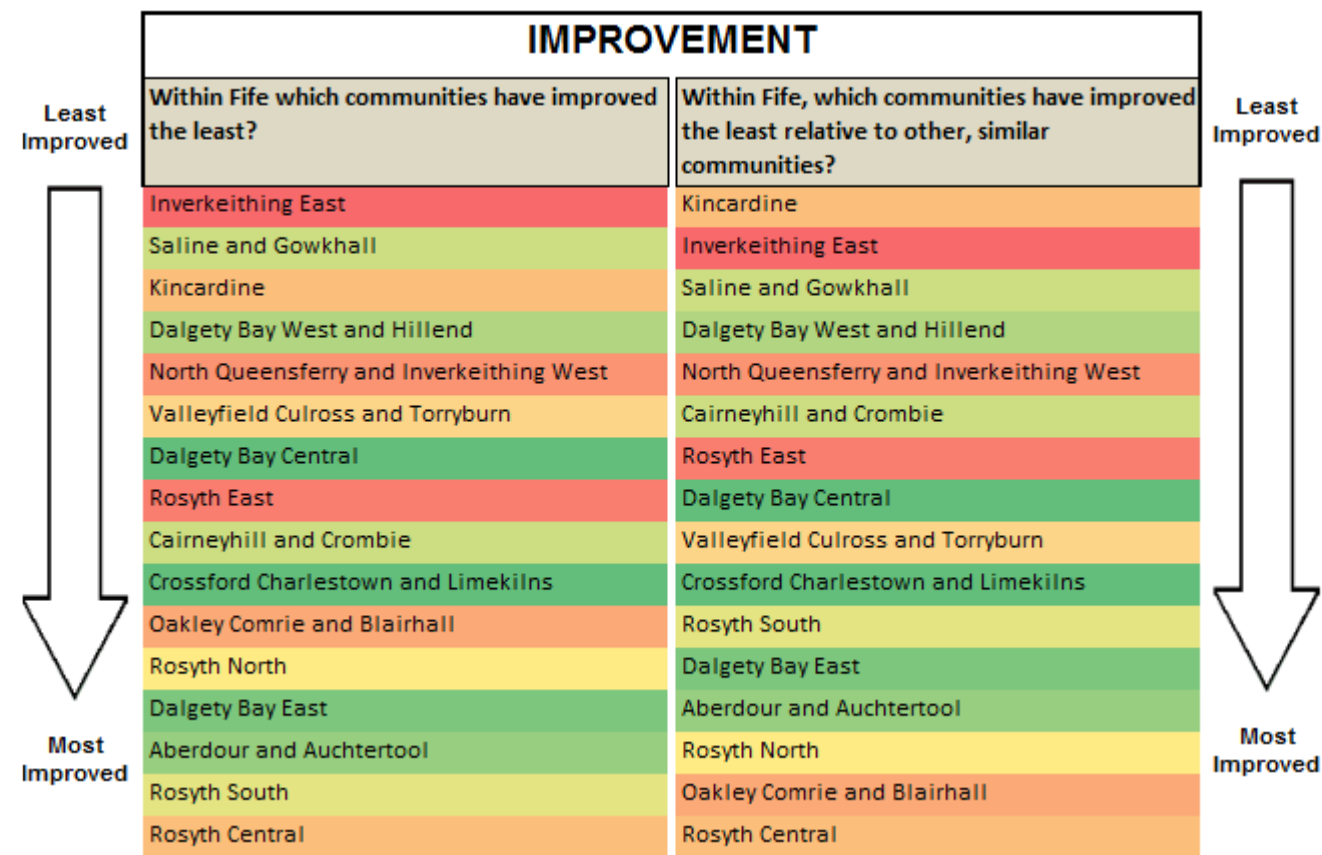 IMPROVEMENT
Least
Improved
Within Fife which communities have improved
the least?
Within Fife, which communities have improved
the least relative to other, similar
communities?
Least
Improved
Inverkeithing East
Kincardine
Saline and Gowkhall
Inverkeithing East
Kincardine
Saline and Gowkhall
Dalgety Bay West and Hillend
Dalgety Bay West and Hillend
North Queensferry and Inverkeithing West
North Queensferry and Inverkeithing West
Valleyfield Culross and Torryburn
Cairneyhill and Crombie
Dalgety Bay Central
Rosyth East
Rosyth East
Dalgety Bay Central
Cairneyhill and Crombie
Valleyfield Culross and Torryburn
Crossford Charlestown and Limekilns
Crossford Charlestown and Limekilns
Oakley Comrie and Blairhall
Rosyth South
Rosyth North
Dalgety Bay East
Dalgety Bay East
Aberdour and Auchtertool
Aberdour and Auchtertool
Rosyth North
Rosyth South
Oakley Comrie and Blairhall
Rosyth Central
Rosyth Central
Most
Improved
Most
Improved